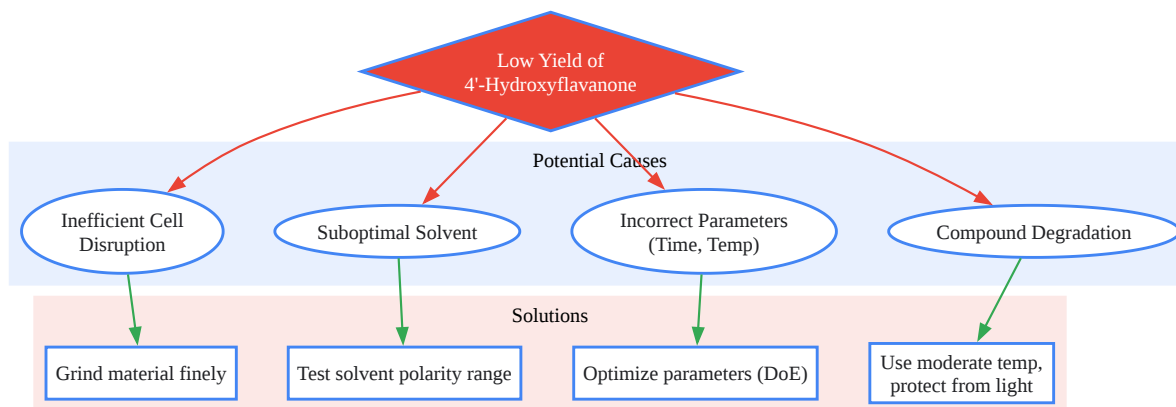 Low Yield of
4'-Hydroxyflavanone
Potential Causes
Inefficient Cell
Disruption
Suboptimal Solvent
Incorrect Parameters
(Time, Temp)
Compound Degradation
Solutions
Grind material finely
Test solvent polarity range
Optimize parameters (DoE)
Use moderate temp,
protect from light